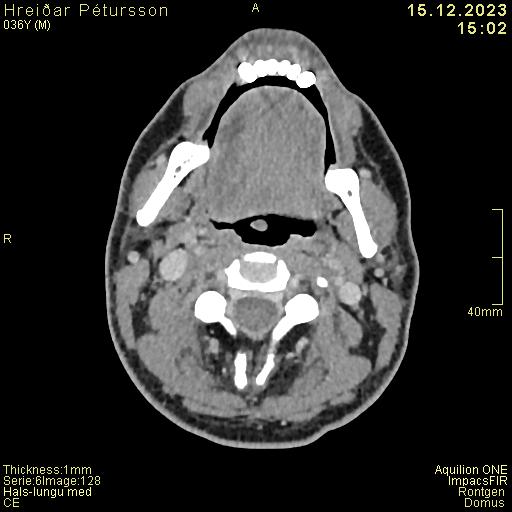 Hreiðar Pétursson
036Y (M)
A
15.12.2023
15:02
R
40mm
Thickness:1mm
Serie:6Image:128
Hals-lungu med
CE
Aquilion ONE
ImpacsFIR
Röntgen
Domus